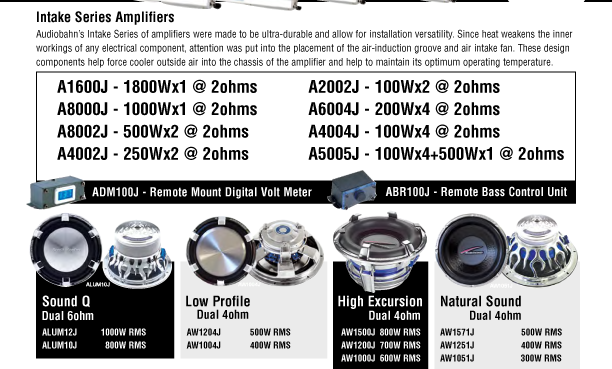 Intake Series Amplifiers
Audiobahn's Intake Series of amplifiers were made to be ultra-durable and allow for installation versatility. Since heat weakens the inner
workings of any electrical component, attention was put into the placement of the air-induction groove and air intake fan. These design
components help force cooler outside air into the chassis of the amplifier and help to maintain its optimum operating temperature.
A1600J - 1800Wx1 @ 2ohms
A8000J - 1000Wx1 @ 2ohms
A8002J - 500Wx2 @ 2ohms
A4002J - 250Wx2 @ 2ohms
A2002J - 100Wx2 @ 2ohms
A6004J - 200Wx4 @ 2ohms
A4004J - 100Wx4 @ 2ohms
A5005J - 100Wx4+500Wx1 @ 2ohms
ADM100J - Remote Mount Digital Volt Meter
ABR100J - Remote Bass Control Unit
ALUM10J
Sound Q
Dual 6ohm
ALUM12J 1000W RMS
ALUM10J 800W RMS
Low Profile
Dual 4ohm
AW1204J 500W RMS
AW1004J 400W RMS
High Excursion
Dual 4ohm
AW1500J 800W RMS
AW1200J 700W RMS
AW1000J 600W RMS
Natural Sound
Dual 4ohm
AW1571J 500W RMS
AW1251J 400W RMS
AW1051J 300W RMS